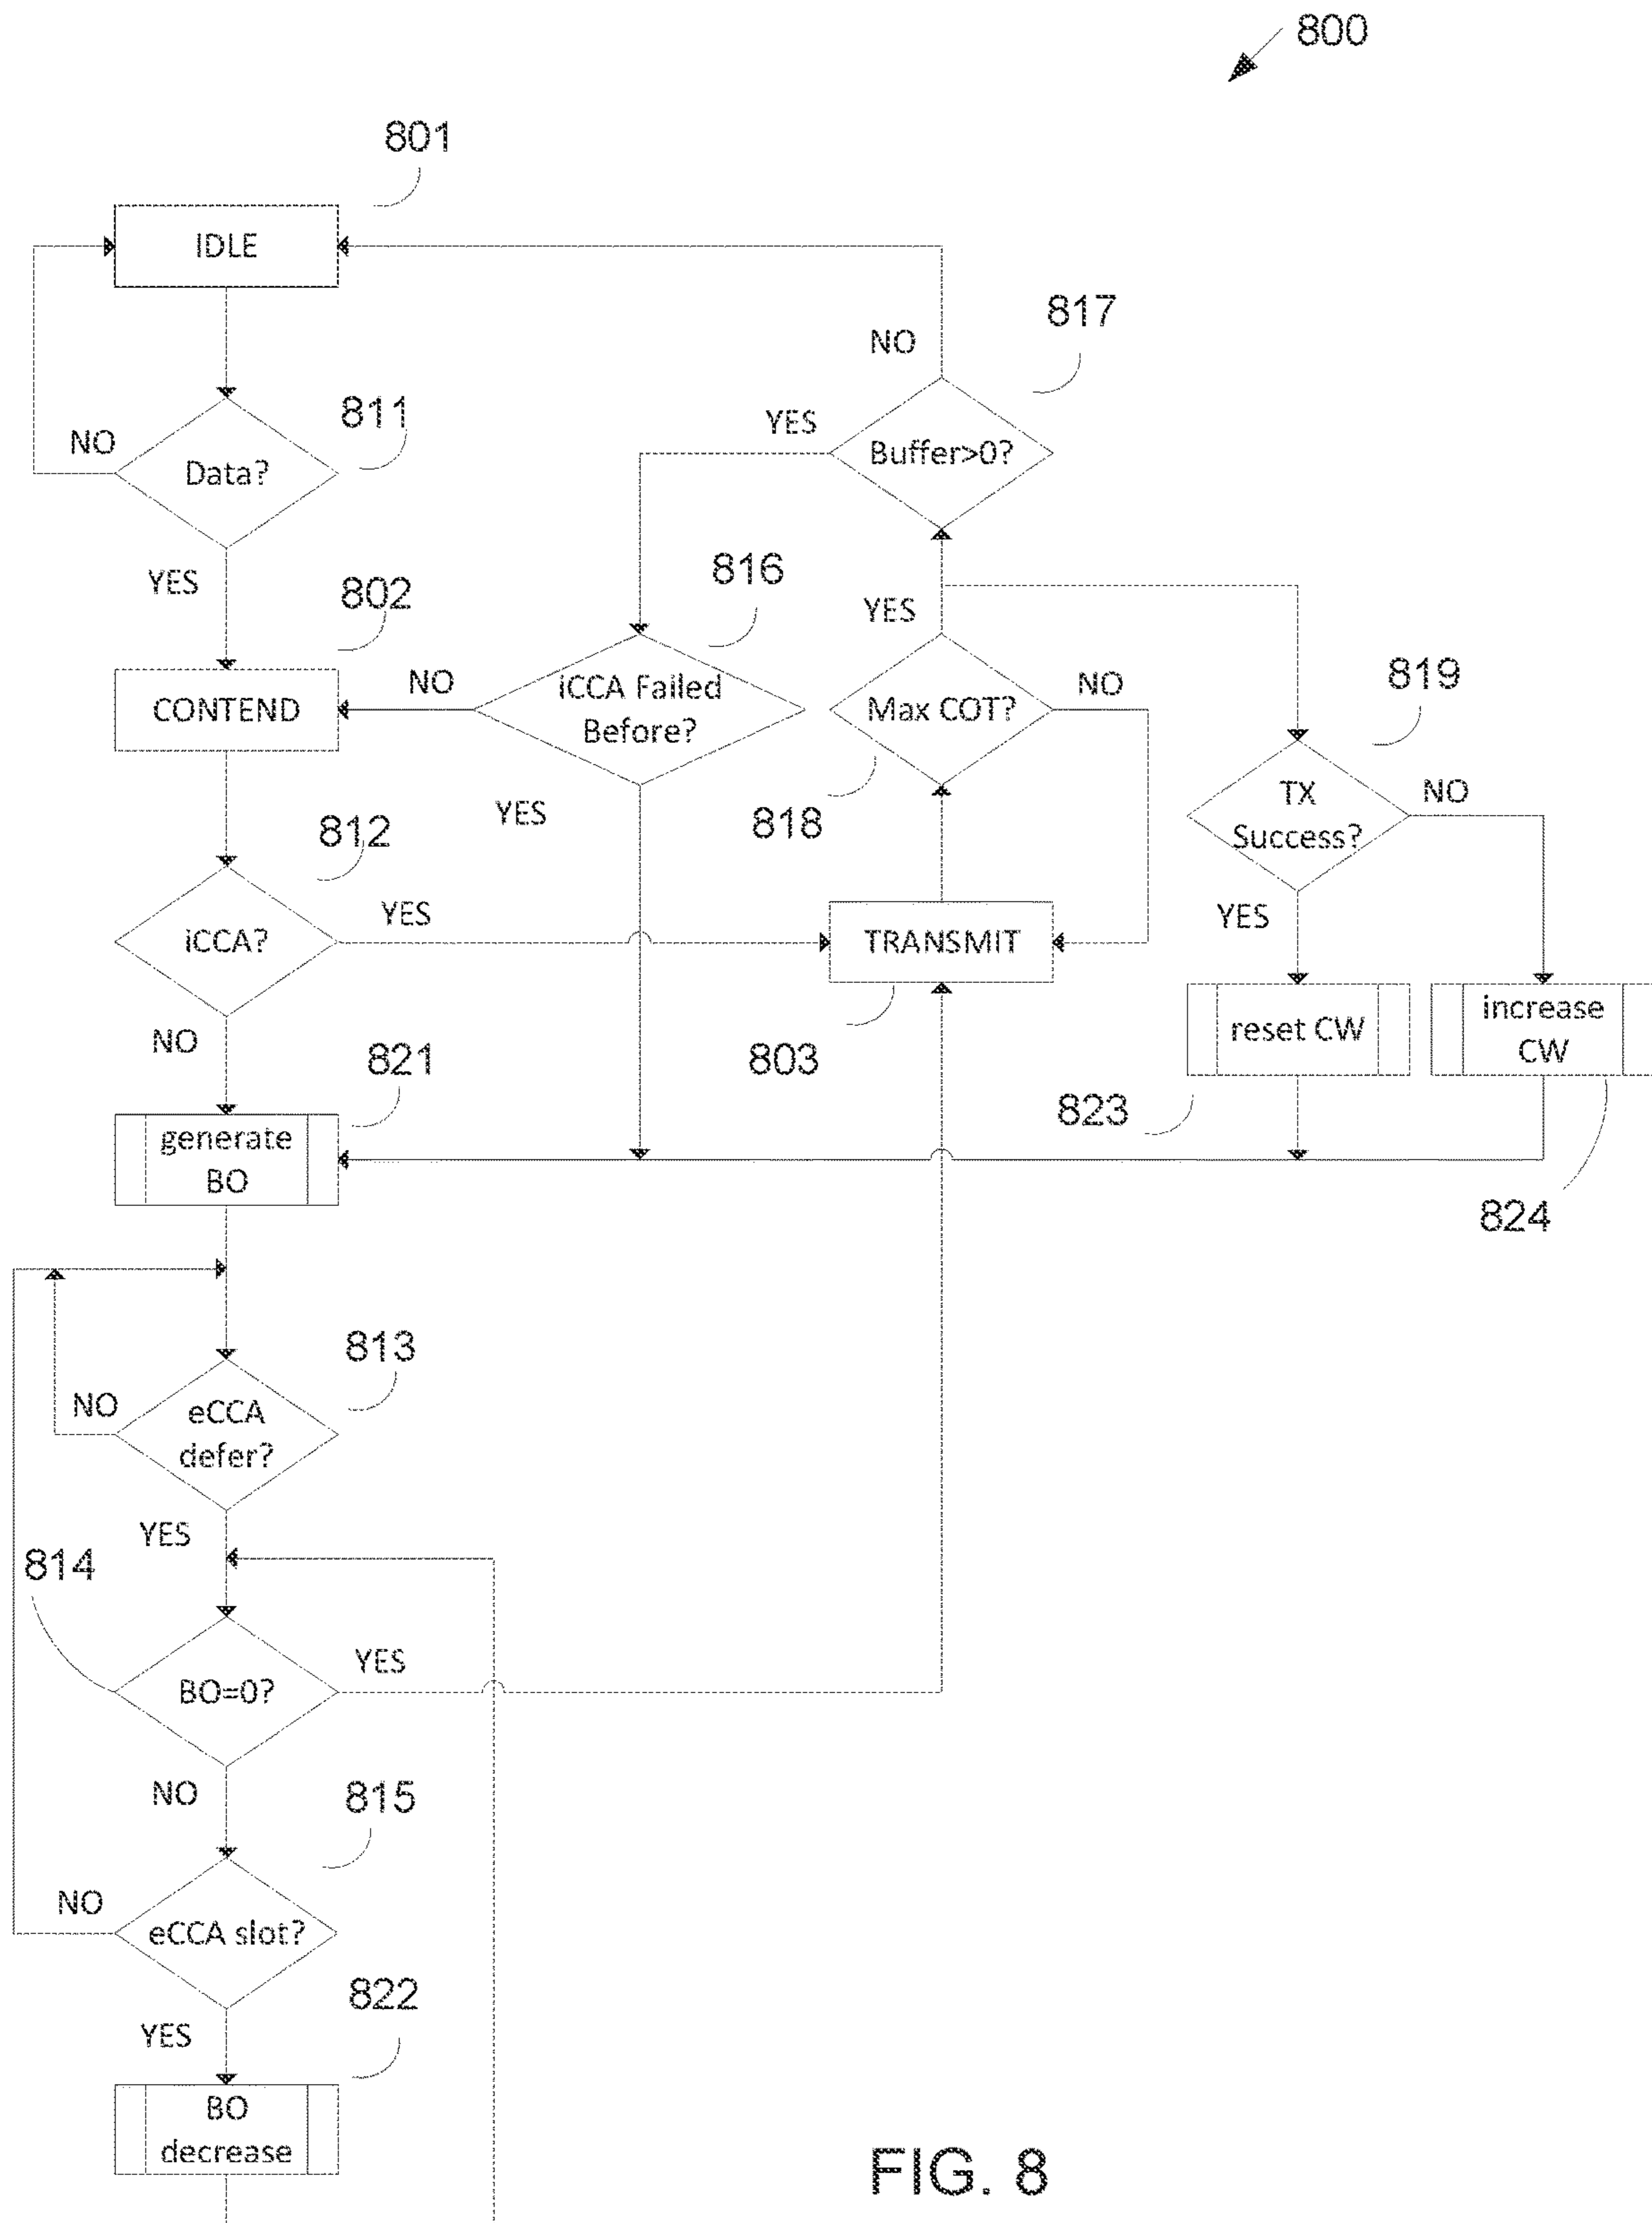 800
801
IDLE
817
NO
811
YES
NO
Buffer>0?
Data?
816
YES
802
YES
819
NO
iCCA Failed
Before?
NO
CONTEND
Max COT?
YES
TX
Success?
NO
812
818
YES
YES
iCCA?
TRANSMIT
increase
CW
reset CW
NO
821
803
823
generate
BO
824
813
NO
eCCA
defer?
YES
814
YES
BO=0?
NO
815
NO
eCCA slot?
822
YES
BO
decrease
FIG. 8